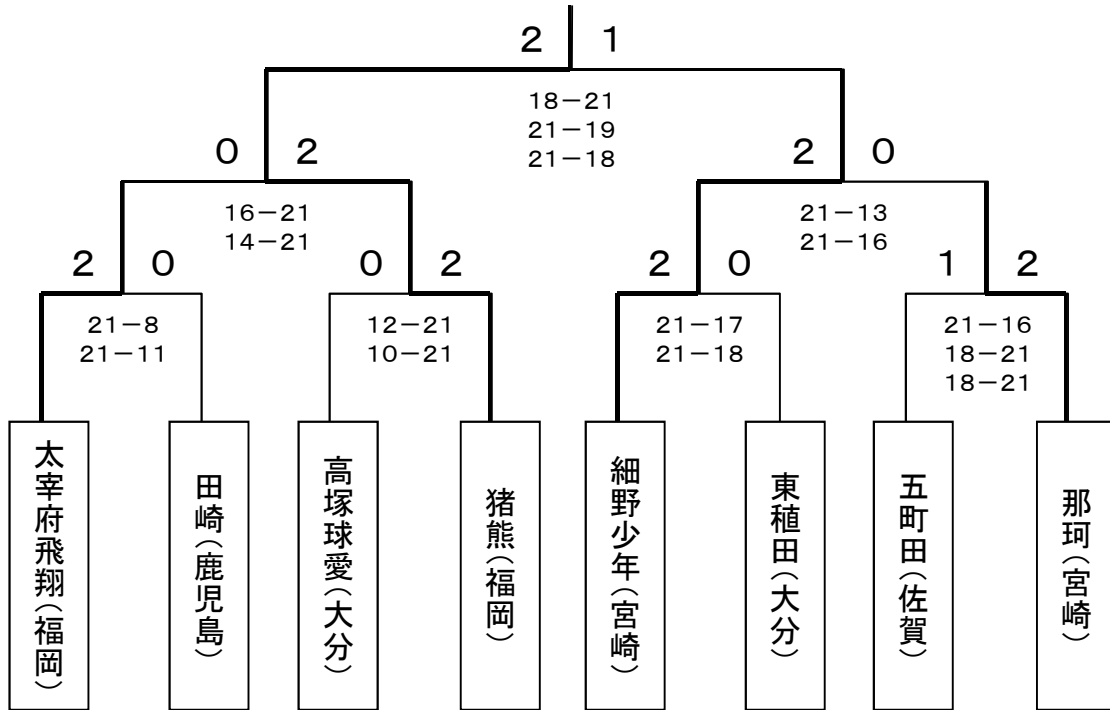 2 1
18－21
21－19
21－18
0 2
2 0
16－21
14－21
21－13
21－16
2 0
0 2
2 0
1 2
21－8
21－11
12－21
10－21
21－17
21－18
21－16
18－21
18－21
太宰府飛翔（福岡）
田崎（鹿児島）
高塚球愛（大分）
猪熊（福岡）
細野少年（宮崎）
東稙田（大分）
五町田（佐賀）
那珂（宮崎）